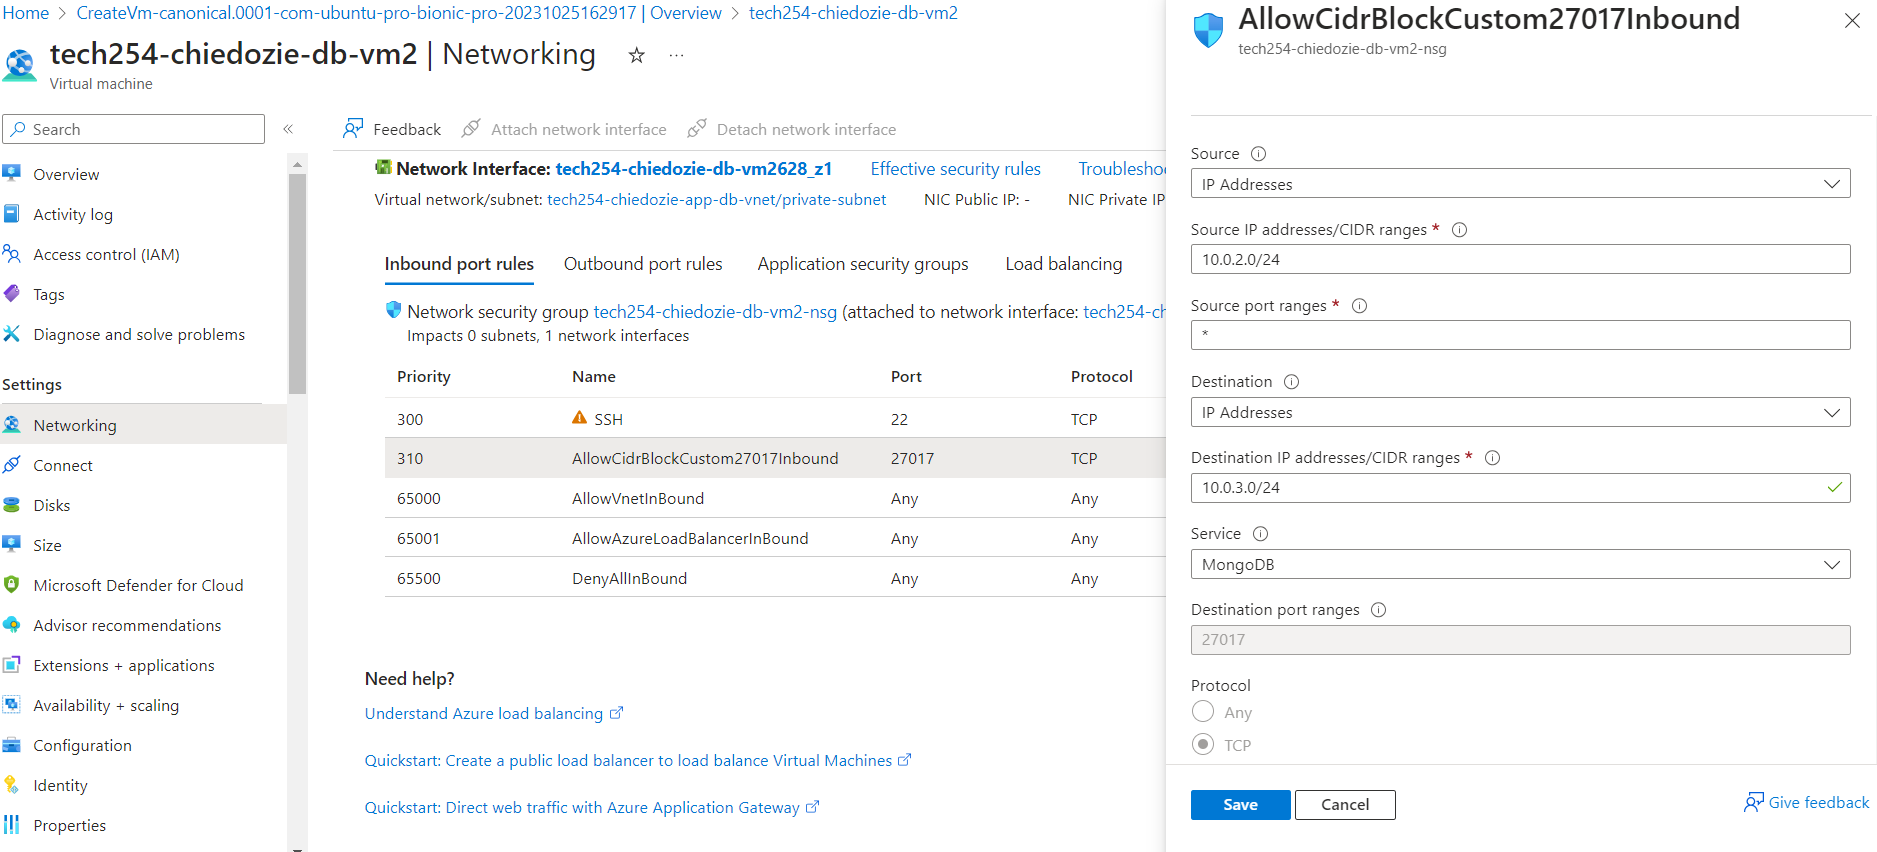 Home > CreateVm-canonical.0001-com-ubuntu-pro-bionic-pro-20231025162917 | Overview > tech254-chiedozie-db-vm2
tech254-chiedozie-db-vm2 | Networking
Virtual machine
Search
Overview
Activity log
Access control (IAM)
Tags
Diagnose and solve problems
Settings
Networking
Connect
Disks
Size
Microsoft Defender for Cloud
Advisor recommendations
Extensions + applications
Availability + scaling
Configuration
Identity
Properties
Feedback Attach network interface Detach network interface
Network Interface: tech254-chiedozie-db-vm2628_z1 Effective security rules Troubleshoo
Virtual network/subnet: tech254-chiedozie-app-db-vnet/private-subnet NIC Public IP: - NIC Private IP
Inbound port rules Outbound port rules Application security groups Load balancing
Network security group tech254-chiedozie-db-vm2-nsg (attached to network interface: tech254-ch
Impacts 0 subnets, 1 network interfaces
Priority Name Port Protocol
300 SSH 22 TCP
310 AllowCidrBlockCustom27017Inbound 27017 TCP
65000 AllowVnetInBound Any Any
65001 AllowAzureLoadBalancerInBound Any Any
65500 DenyAllInBound Any Any
Need help?
Understand Azure load balancing
Quickstart: Create a public load balancer to load balance Virtual Machines
Quickstart: Direct web traffic with Azure Application Gateway
AllowCidrBlockCustom27017Inbound
tech254-chiedozie-db-vm2-nsg
Source
IP Addresses
Source IP addresses/CIDR ranges *
10.0.2.0/24
Source port ranges *
*
Destination
IP Addresses
Destination IP addresses/CIDR ranges *
10.0.3.0/24
Service
MongoDB
Destination port ranges
27017
Protocol
Any
TCP
Save Cancel Give feedback